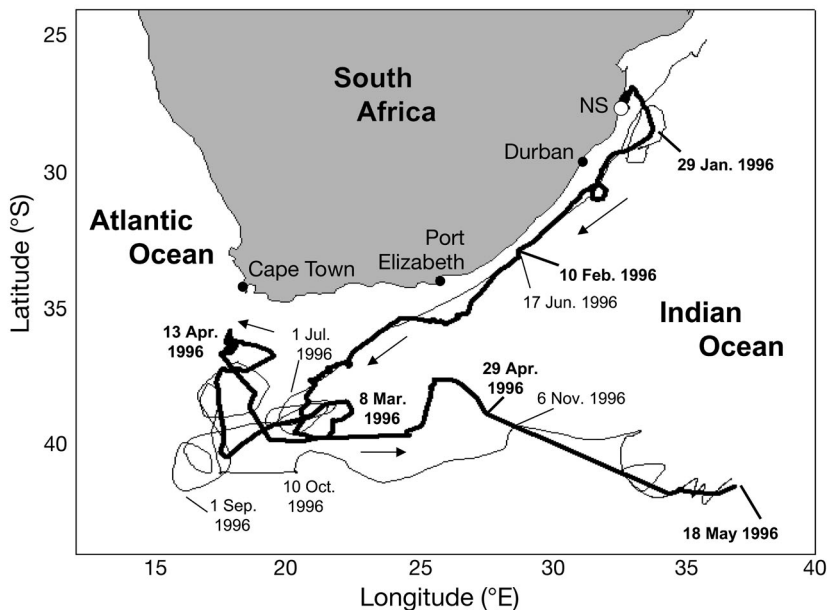 25
30
35
40
Latitude (°S)
South
Africa
NS
Durban
29 Jan. 1996
Atlantic
Ocean
Port
Elizabeth
Cape Town
10 Feb. 1996
17 Jun. 1996
Indian
Ocean
13 Apr.
1996
1 Jul.
1996
29 Apr.
1996
8 Mar.
1996
6 Nov. 1996
1 Sep.
1996
10 Oct.
1996
18 May 1996
15 20 25 30 35 40
Longitude (°E)